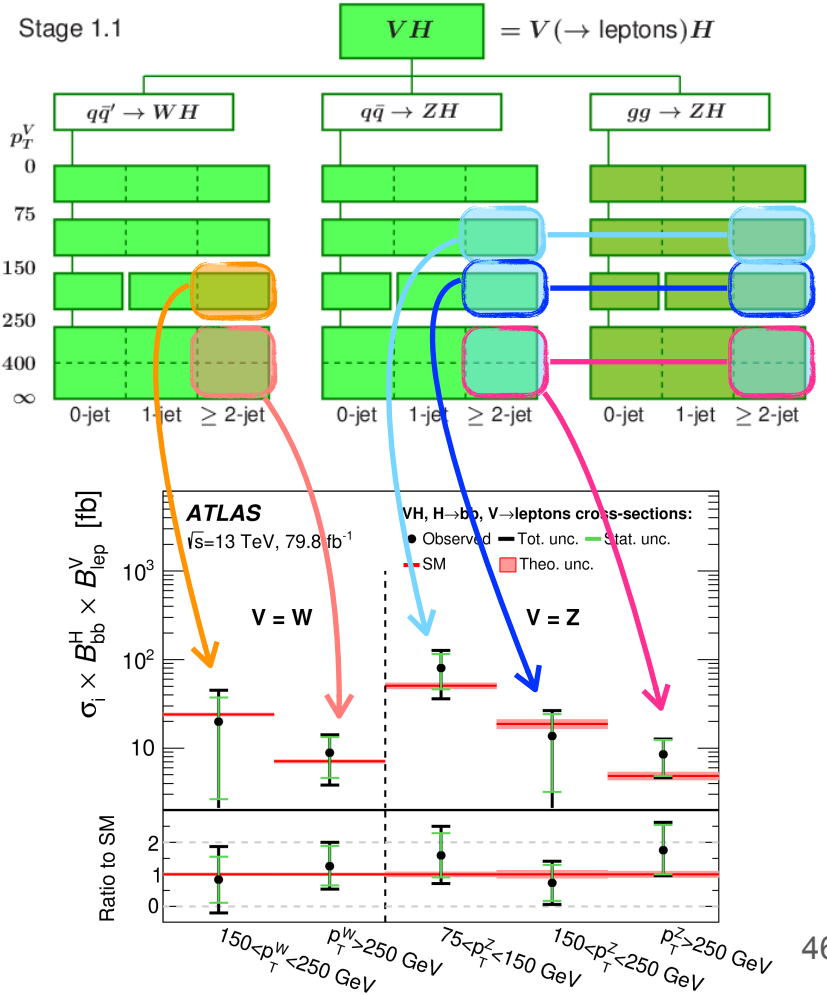 Stage 1.1
VH = V(→ leptons)H
qq̄′ → WH
qq̄ → ZH
gg → ZH
p_T^V
0
75
150
250
400
∞
0-jet 1-jet ≥ 2-jet
0-jet 1-jet ≥ 2-jet
0-jet 1-jet ≥ 2-jet
σ_i × B_bb^H × B_lep^V [fb]
ATLAS
√s=13 TeV, 79.8 fb⁻¹
VH, H→bb, V→leptons cross-sections:
Observed Tot. unc. Stat. unc.
SM Theo. unc.
V = W
V = Z
10³
10²
10
Ratio to SM
2
1
0
150<p_T^W<250 GeV
p_T^W>250 GeV
75<p_T^Z<150 GeV
150<p_T^Z<250 GeV
p_T^Z>250 GeV